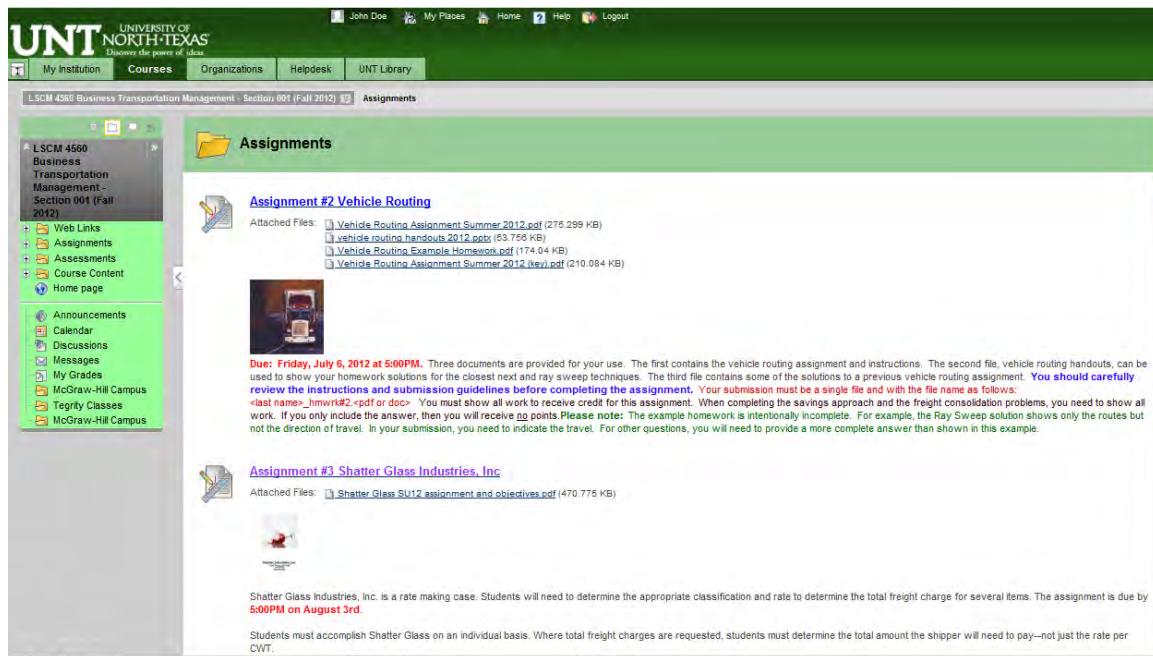 John Doe My Places Home Help Logout
UNT UNIVERSITY OF
NORTH·TEXAS
Discover the power of ideas
My Institution Courses Organizations Helpdesk UNT Library
LSCM 4560 Business Transportation Management - Section 001 (Fall 2012) Assignments
LSCM 4560
Business
Transportation
Management -
Section 001 (Fall
2012)
Web Links
Assignments
Assessments
Course Content
Home page
Announcements
Calendar
Discussions
Messages
My Grades
McGraw-Hill Campus
Tegrity Classes
McGraw-Hill Campus
Assignments
Assignment #2 Vehicle Routing
Attached Files: Vehicle Routing Assignment Summer 2012.pdf (275.299 KB)
vehicle routing handouts 2012.pptx (53.756 KB)
Vehicle Routing Example Homework.pdf (174.04 KB)
Vehicle Routing Assignment Summer 2012 (key).pdf (210.084 KB)
Due: Friday, July 6, 2012 at 5:00PM. Three documents are provided for your use. The first contains the vehicle routing assignment and instructions. The second file, vehicle routing handouts, can be
used to show your homework solutions for the closest next and ray sweep techniques. The third file contains some of the solutions to a previous vehicle routing assignment. You should carefully
review the instructions and submission guidelines before completing the assignment. Your submission must be a single file and with the file name as follows:
<last name>_hmwrk#2.<pdf or doc> You must show all work to receive credit for this assignment. When completing the savings approach and the freight consolidation problems, you need to show all
work. If you only include the answer, then you will receive no points.Please note: The example homework is intentionally incomplete. For example, the Ray Sweep solution shows only the routes but
not the direction of travel. In your submission, you need to indicate the travel. For other questions, you will need to provide a more complete answer than shown in this example.
Assignment #3 Shatter Glass Industries, Inc
Attached Files: Shatter Glass SU12 assignment and objectives.pdf (470.775 KB)
Shatter Glass Industries, Inc. is a rate making case. Students will need to determine the appropriate classification and rate to determine the total freight charge for several items. The assignment is due by
5:00PM on August 3rd.
Students must accomplish Shatter Glass on an individual basis. Where total freight charges are requested, students must determine the total amount the shipper will need to pay--not just the rate per
CWT.